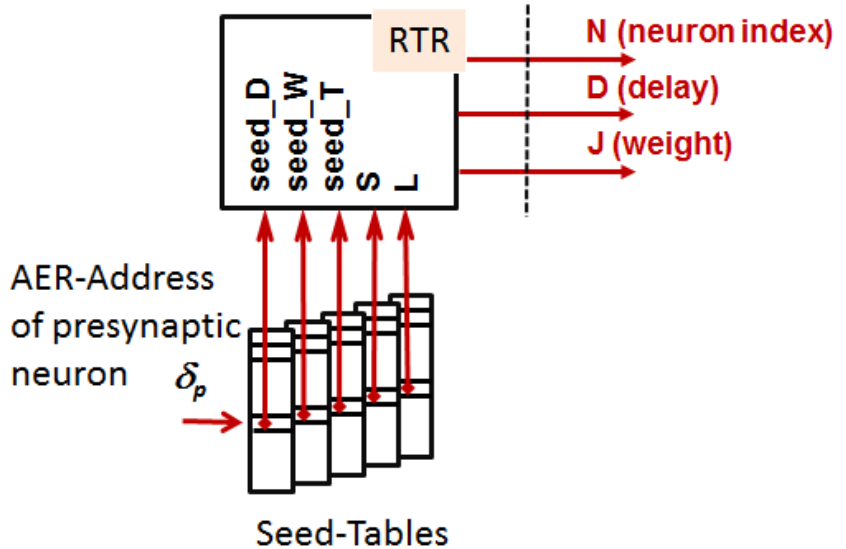 RTR
N (neuron index)
D (delay)
J (weight)
seed_D
seed_W
seed_T
S
L
AER-Address
of presynaptic
neuron δp
Seed-Tables